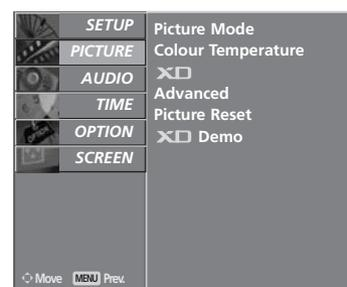 SETUP
PICTURE
AUDIO
TIME
OPTION
SCREEN
Picture Mode
Colour Temperature
XD
Advanced
Picture Reset
XD Demo
Move MENU Prev.